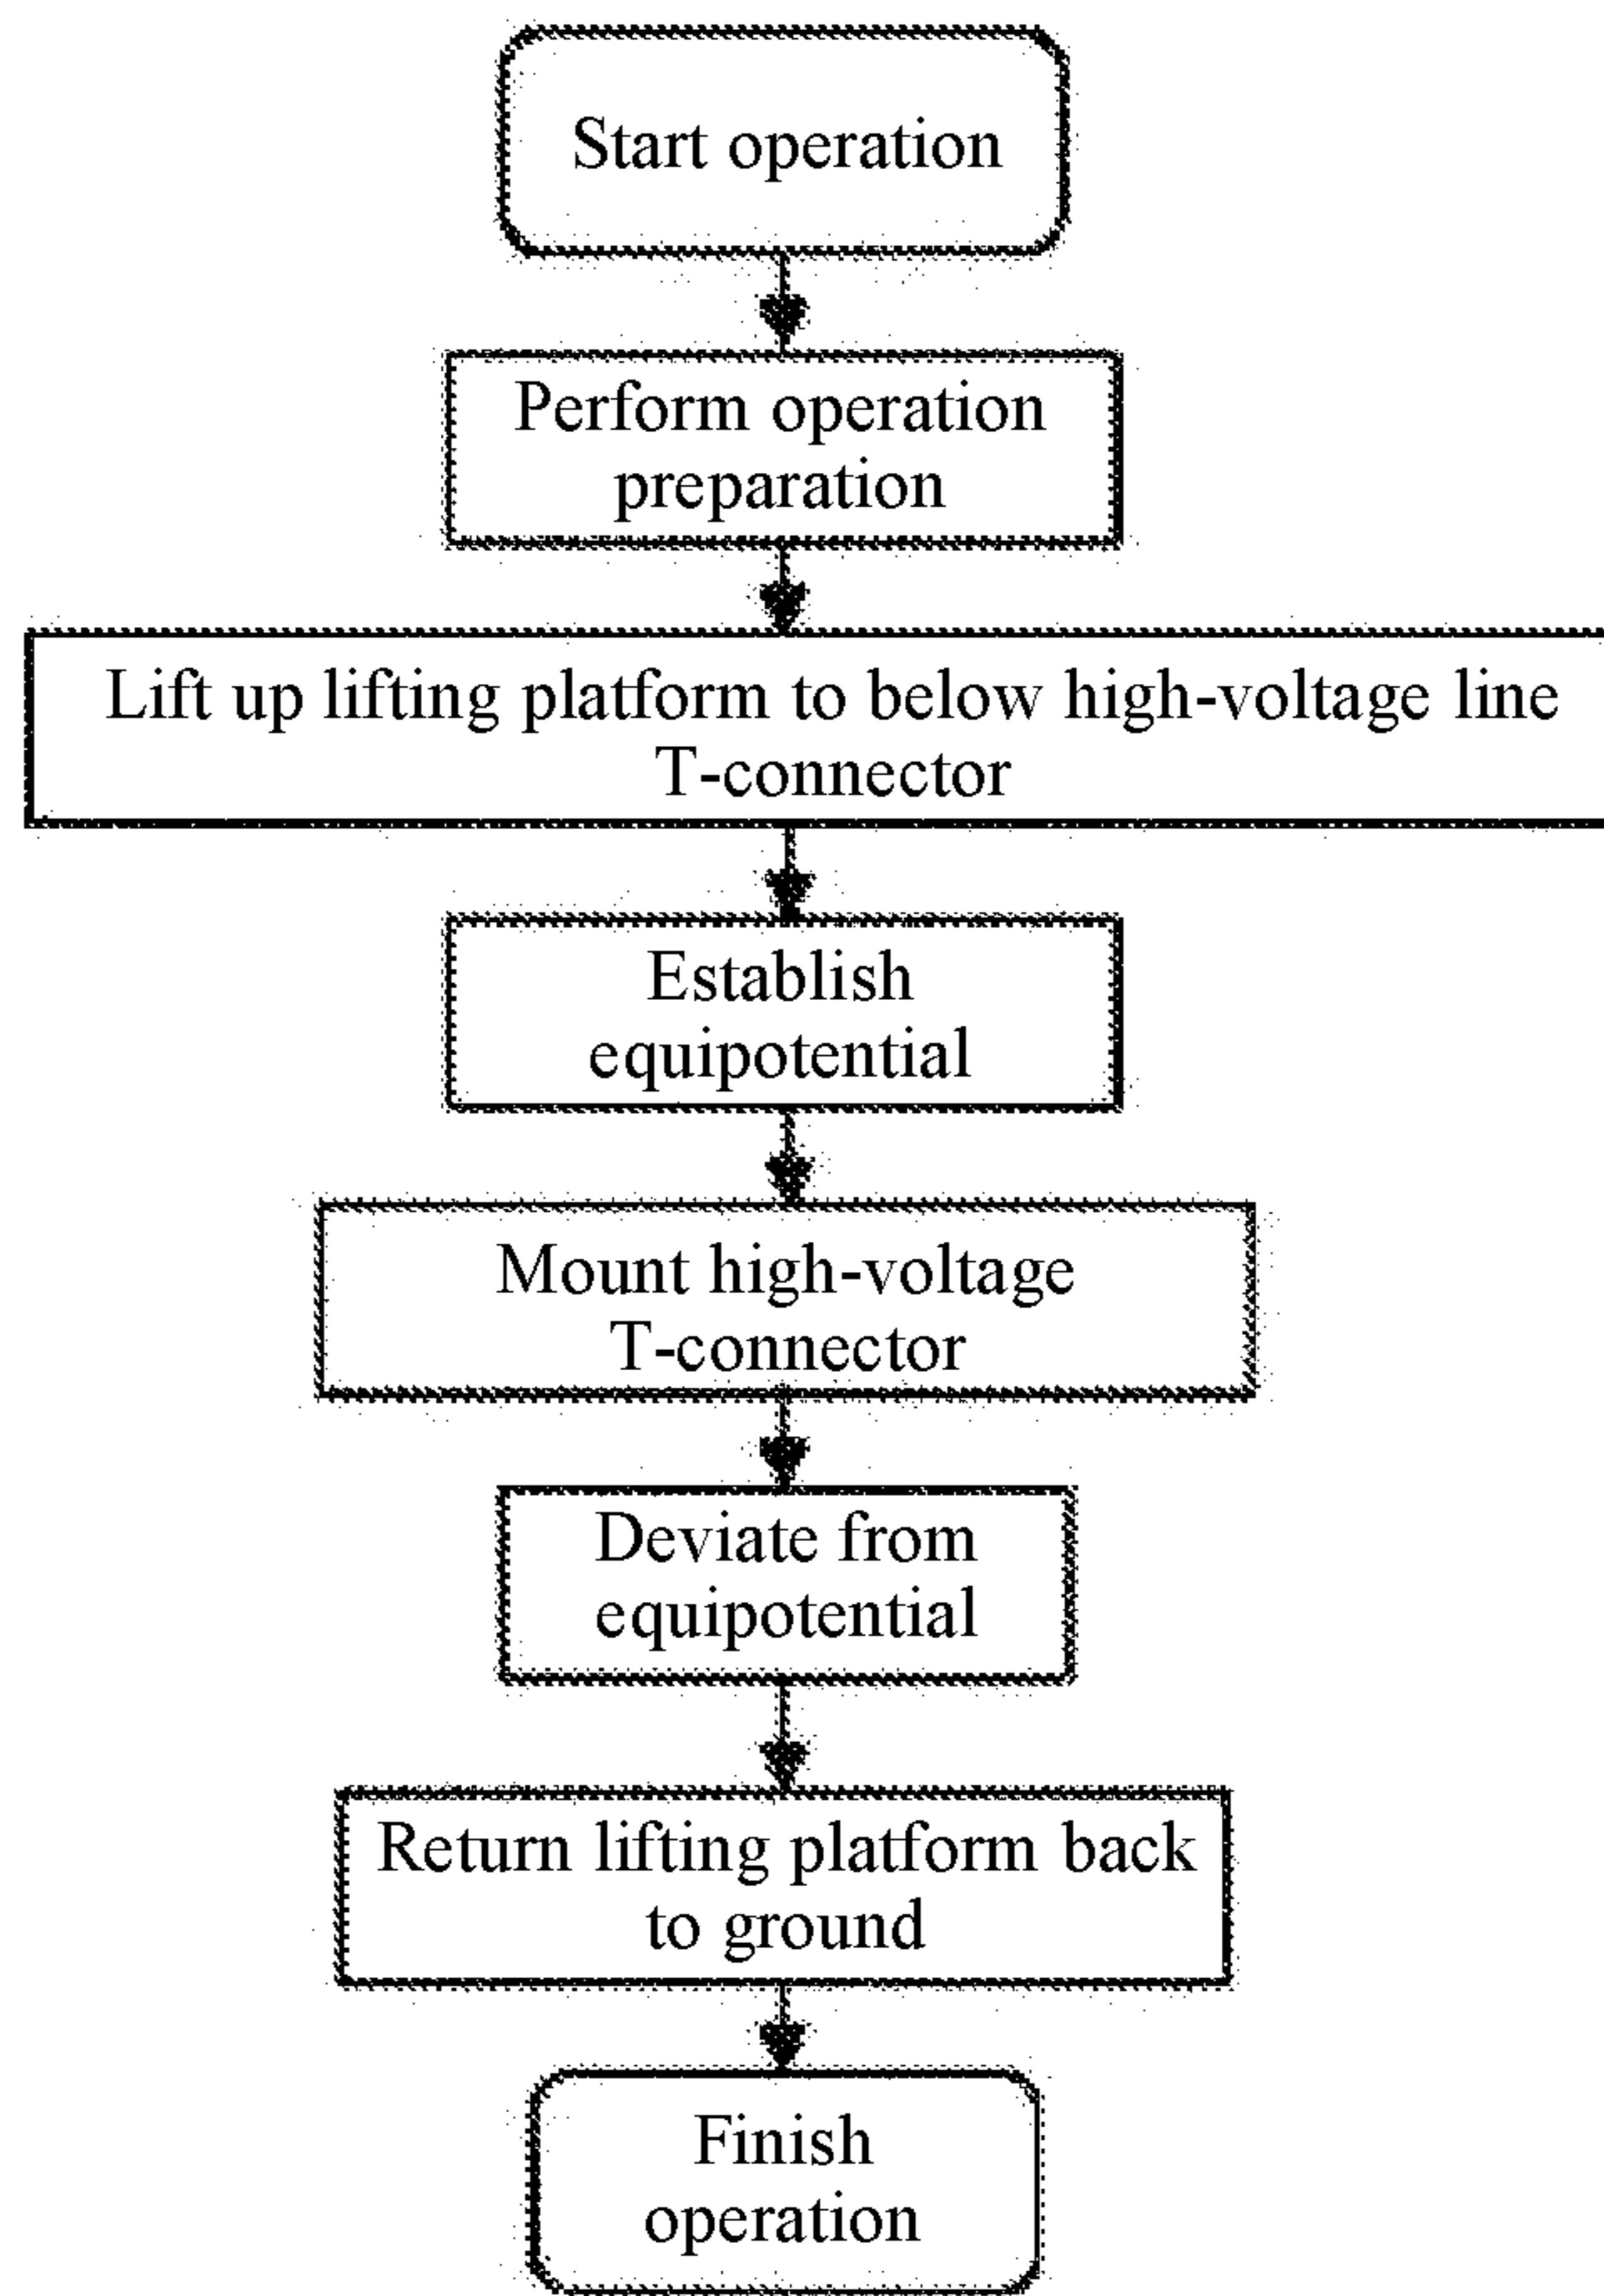 Start operation
Perform operation
preparation
Lift up lifting platform to below high-voltage line
T-connector
Establish
equipotential
Mount high-voltage
T-connector
Deviate from
equipotential
Return lifting platform back
to ground
Finish
operation